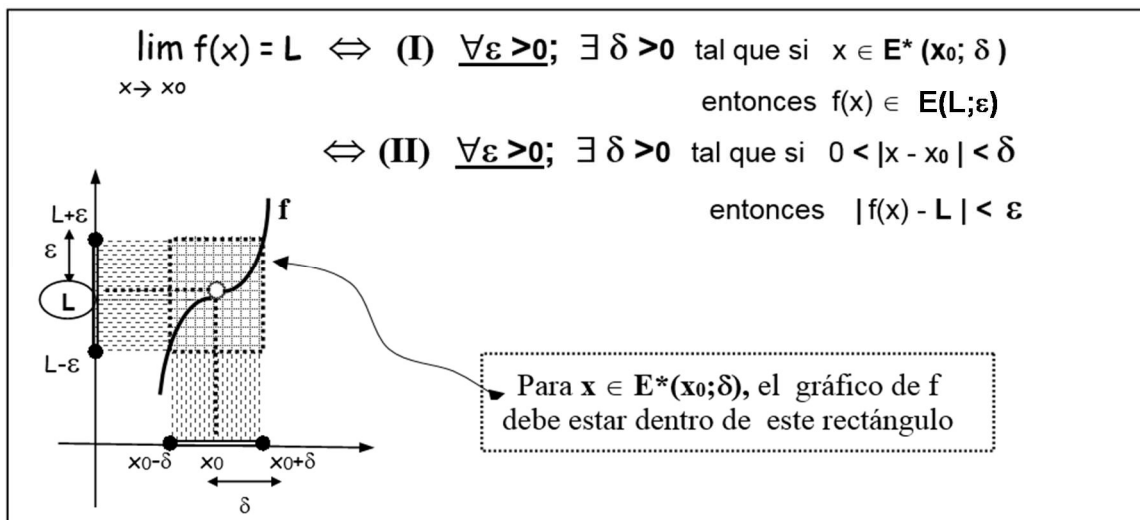 lim f(x) = L ⇔ (I) ∀ε >0; ∃ δ >0 tal que si x ∈ E* (x0; δ )
x→ x0
entonces f(x) ∈ E(L;ε)
⇔ (II) ∀ε >0; ∃ δ >0 tal que si 0 < |x - x0 | < δ
entonces | f(x) - L | < ε
L+ε
f
ε
L
L-ε
Para x ∈ E*(x0;δ), el gráfico de f
debe estar dentro de este rectángulo
x0-δ x0 x0+δ
δ